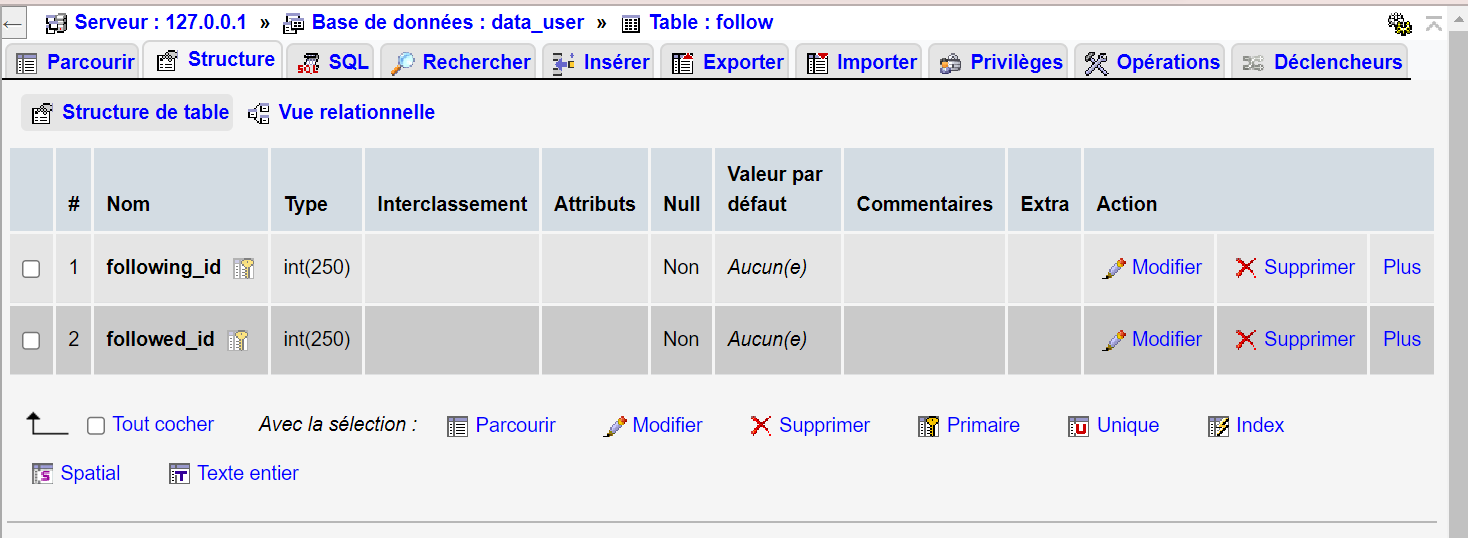 Serveur : 127.0.0.1 » Base de données : data_user » Table : follow
Parcourir Structure SQL Rechercher Insérer Exporter Importer Privilèges Opérations Déclencheurs
Structure de table Vue relationnelle
# Nom Type Interclassement Attributs Null Valeur par défaut Commentaires Extra Action
1 following_id int(250) Non Aucun(e) Modifier Supprimer Plus
2 followed_id int(250) Non Aucun(e) Modifier Supprimer Plus
Tout cocher Avec la sélection : Parcourir Modifier Supprimer Primaire Unique Index
Spatial Texte entier